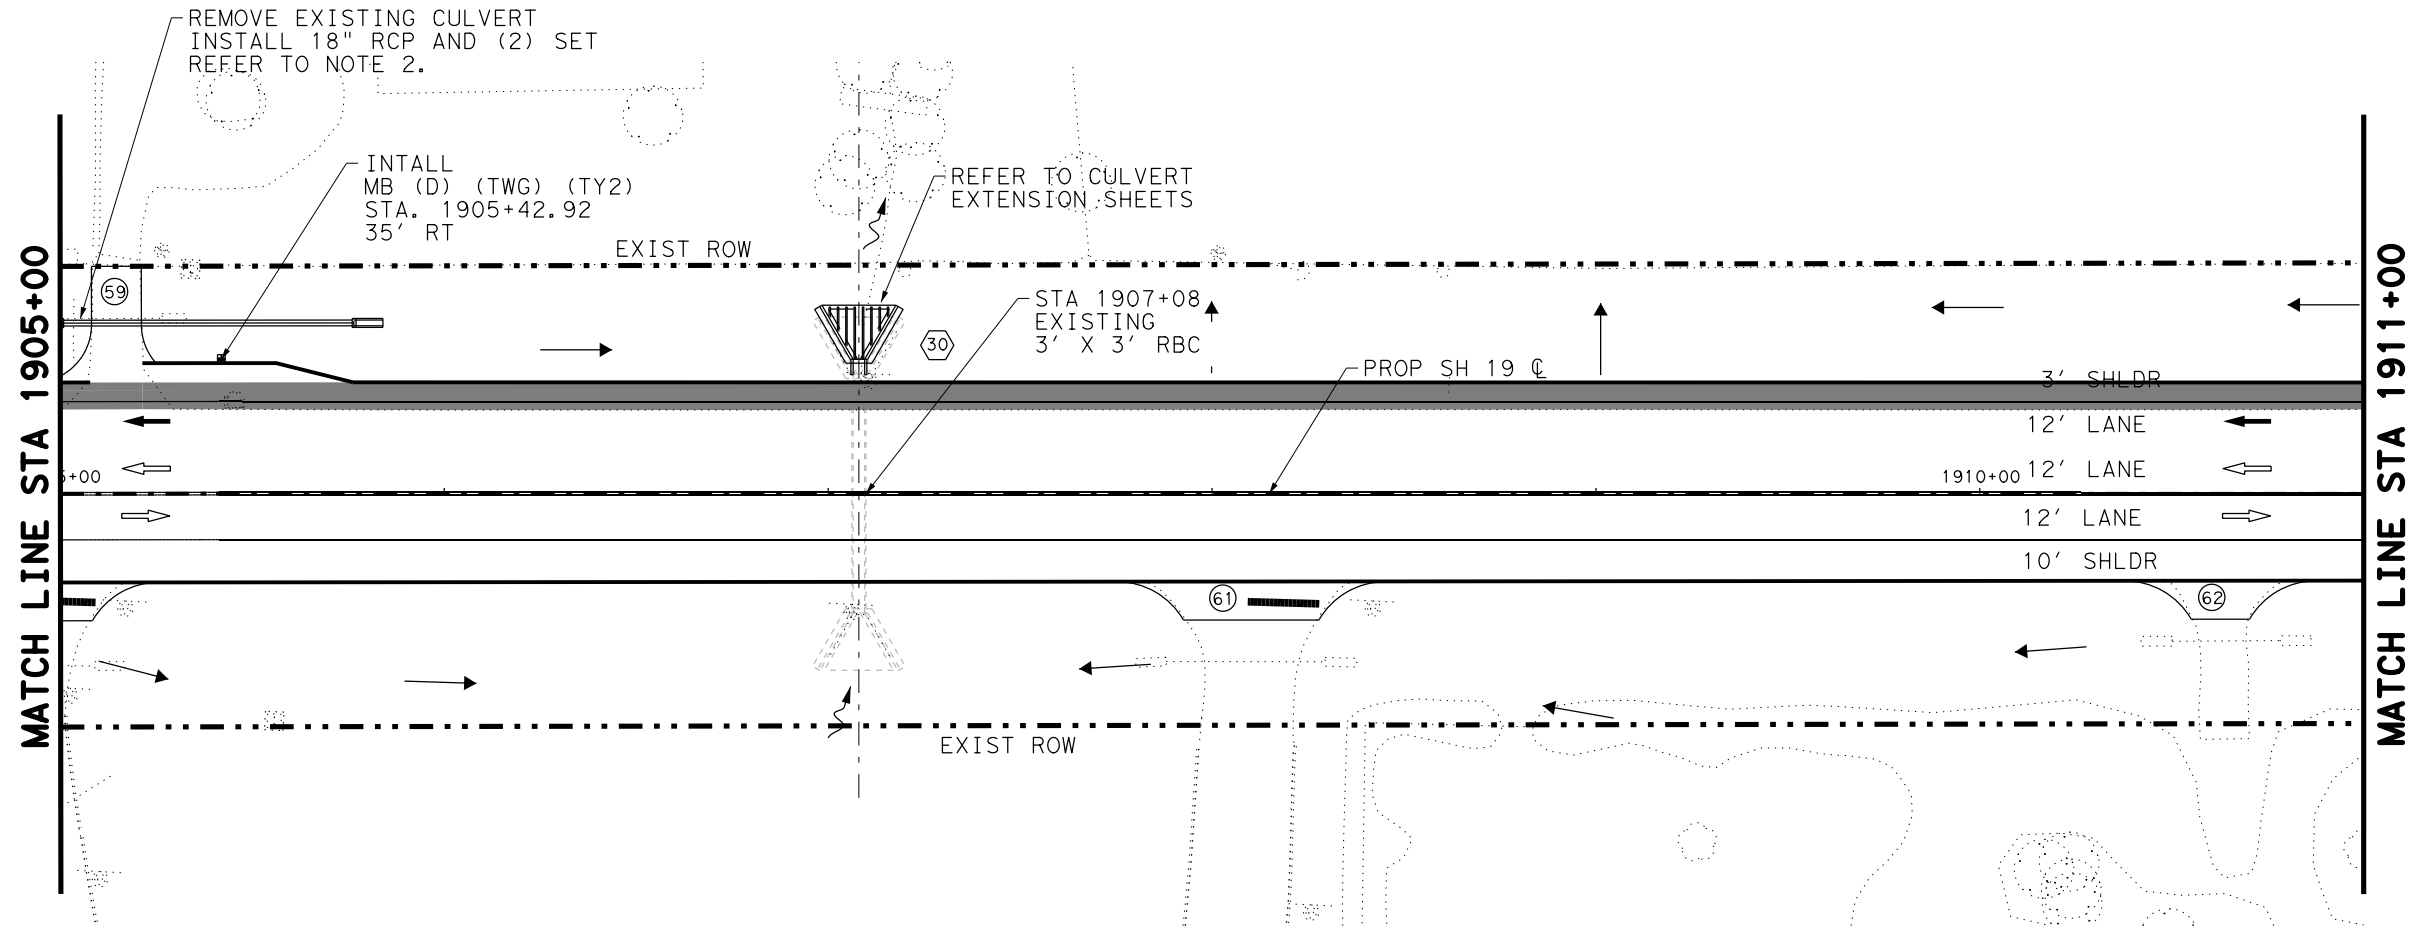 REMOVE EXISTING CULVERT
INSTALL 18" RCP AND (2) SET
REFER TO NOTE 2.
INTALL
MB (D) (TWG) (TY2)
STA. 1905+42.92
35' RT
REFER TO CULVERT
EXTENSION SHEETS
EXIST ROW
59
STA 1907+08
EXISTING
3' X 3' RBC
30
PROP SH 19 ℄
3' SHLDR
12' LANE
5+00
1910+00
12' LANE
12' LANE
10' SHLDR
61
62
EXIST ROW
MATCH LINE STA 1905+00
MATCH LINE STA 1911+00